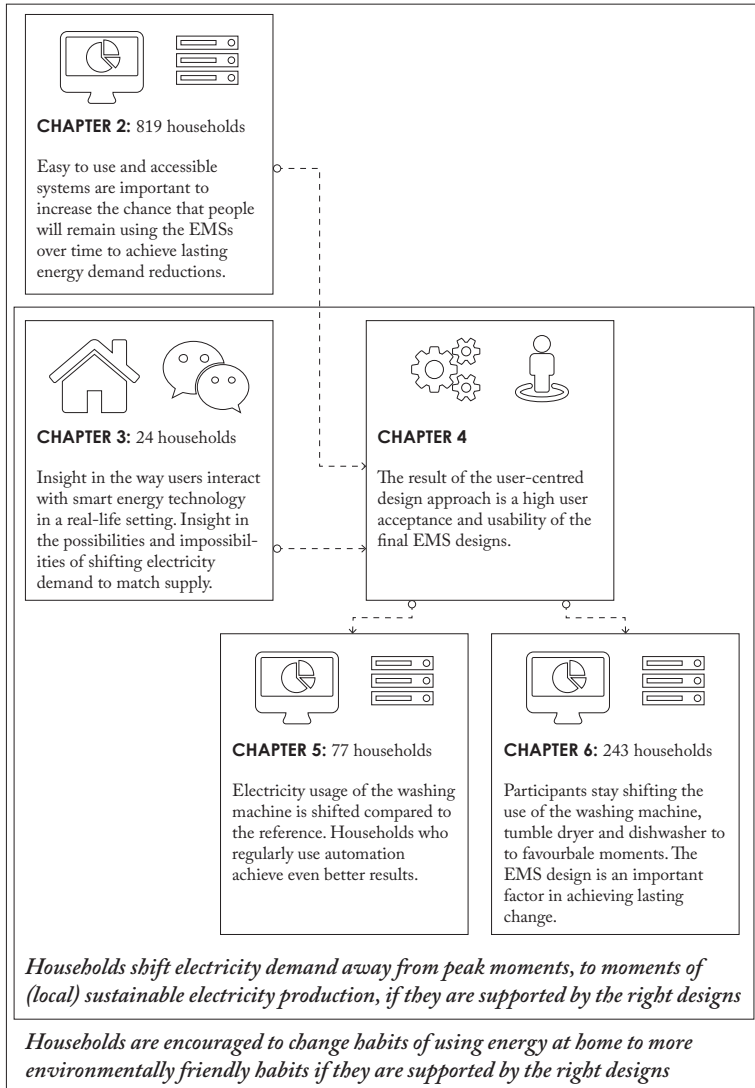 CHAPTER 2: 819 households
Easy to use and accessible
systems are important to
increase the chance that people
will remain using the EMSs
over time to achieve lasting
energy demand reductions.
CHAPTER 3: 24 households
Insight in the way users interact
with smart energy technology
in a real-life setting. Insight in
the possibilities and impossibil-
ities of shifting electricity
demand to match supply.
CHAPTER 4
The result of the user-centred
design approach is a high user
acceptance and usability of the
final EMS designs.
CHAPTER 5: 77 households
Electricity usage of the washing
machine is shifted compared to
the reference. Households who
regularly use automation
achieve even better results.
CHAPTER 6: 243 households
Participants stay shifting the
use of the washing machine,
tumble dryer and dishwasher to
to favourbale moments. The
EMS design is an important
factor in achieving lasting
change.
Households shift electricity demand away from peak moments, to moments of
(local) sustainable electricity production, if they are supported by the right designs
Households are encouraged to change habits of using energy at home to more
environmentally friendly habits if they are supported by the right designs